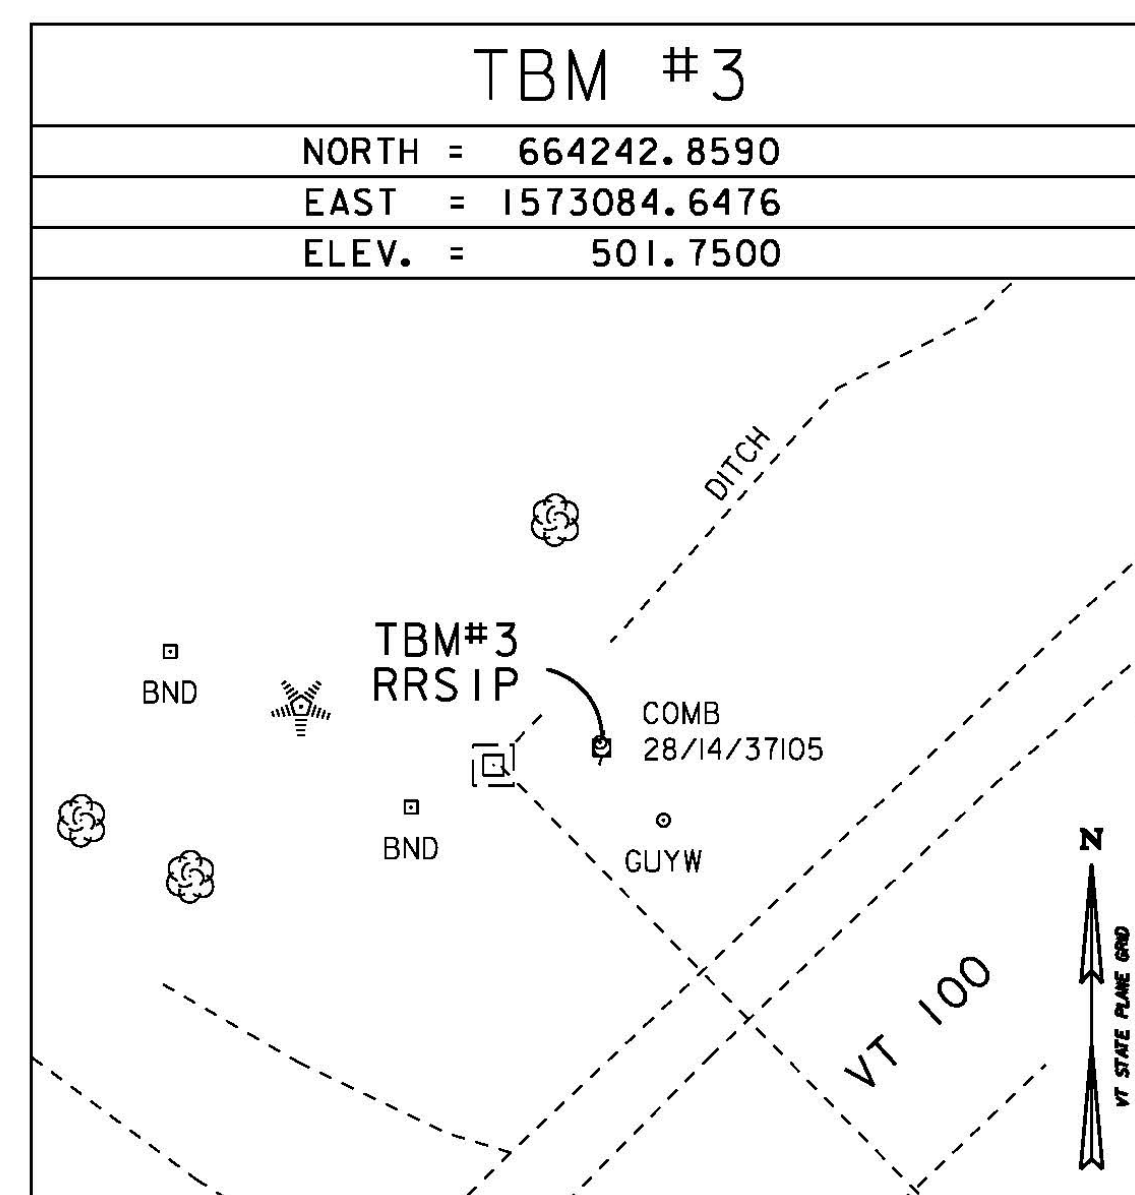 TBM #3
NORTH = 664242.8590
EAST = 1573084.6476
ELEV. = 501.7500
DITCH
TBM#3
RRSIP
BND
COMB
28/14/37105
BND
GUYW
N
VT STATE PLANE GRID
VT 100